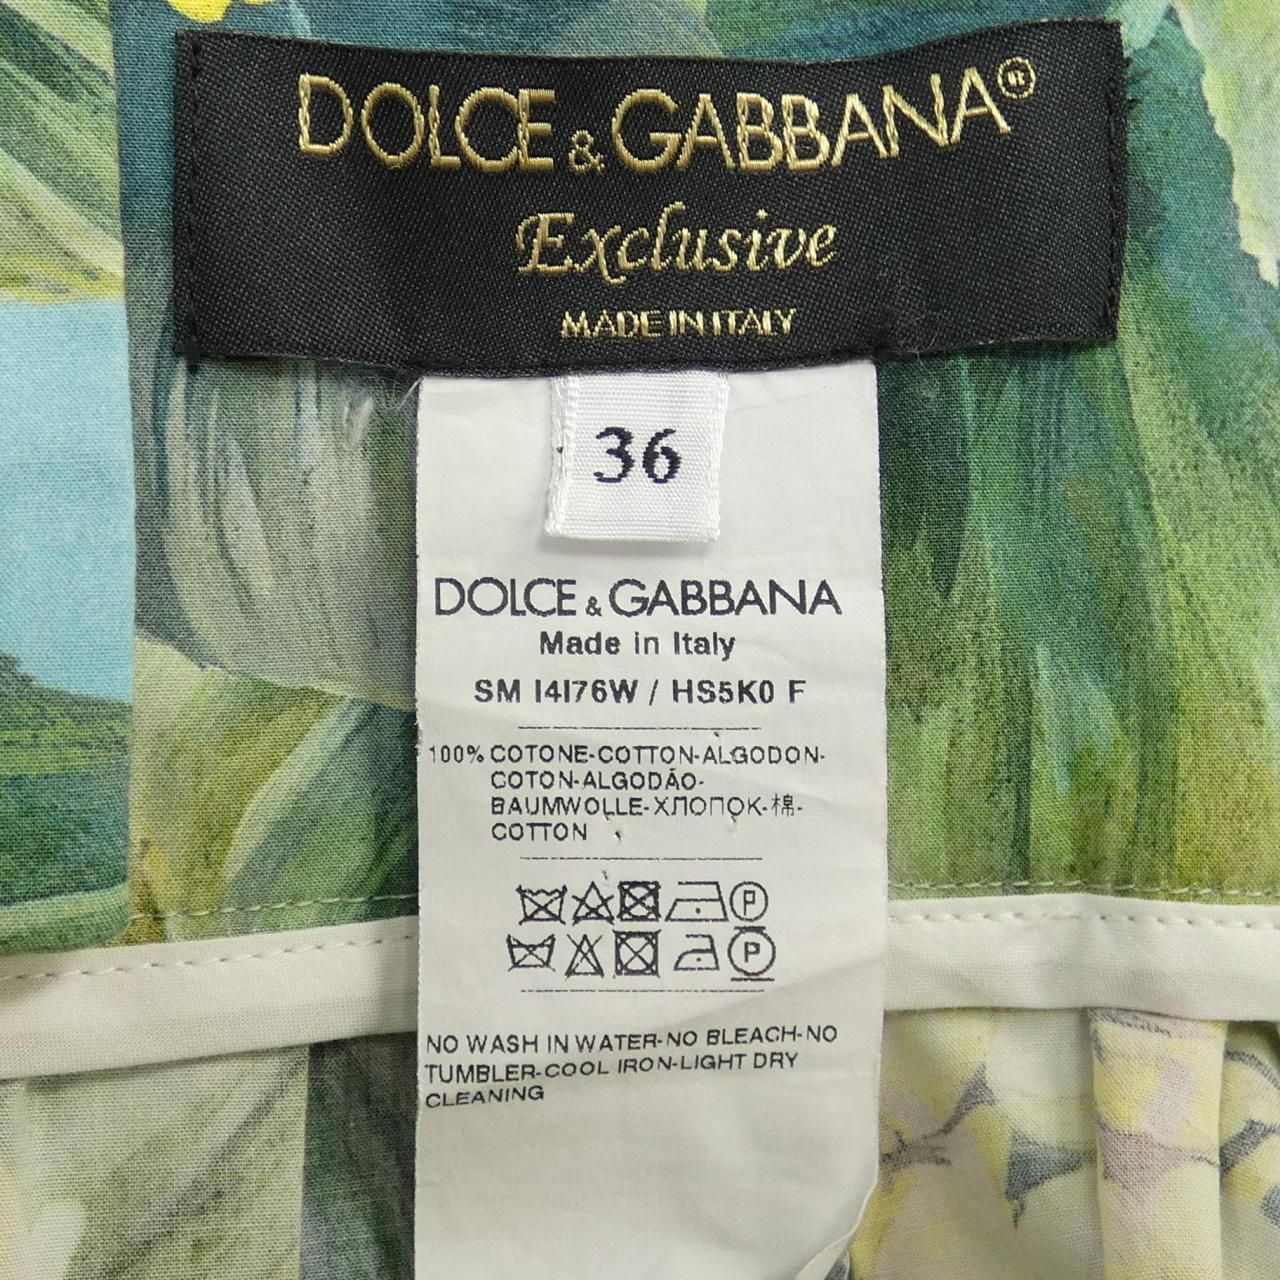 DOLCE & GABBANA®
Exclusive
MADE IN ITALY
36
DOLCE & GABBANA
Made in Italy
SM I4I76W / HS5K0 F
100% COTONE-COTTON-ALGODON-
COTON-ALGODÃO-
BAUMWOLLE-ХЛОПОК-棉-
COTTON
P
P
NO WASH IN WATER-NO BLEACH-NO
TUMBLER-COOL IRON-LIGHT DRY
CLEANING